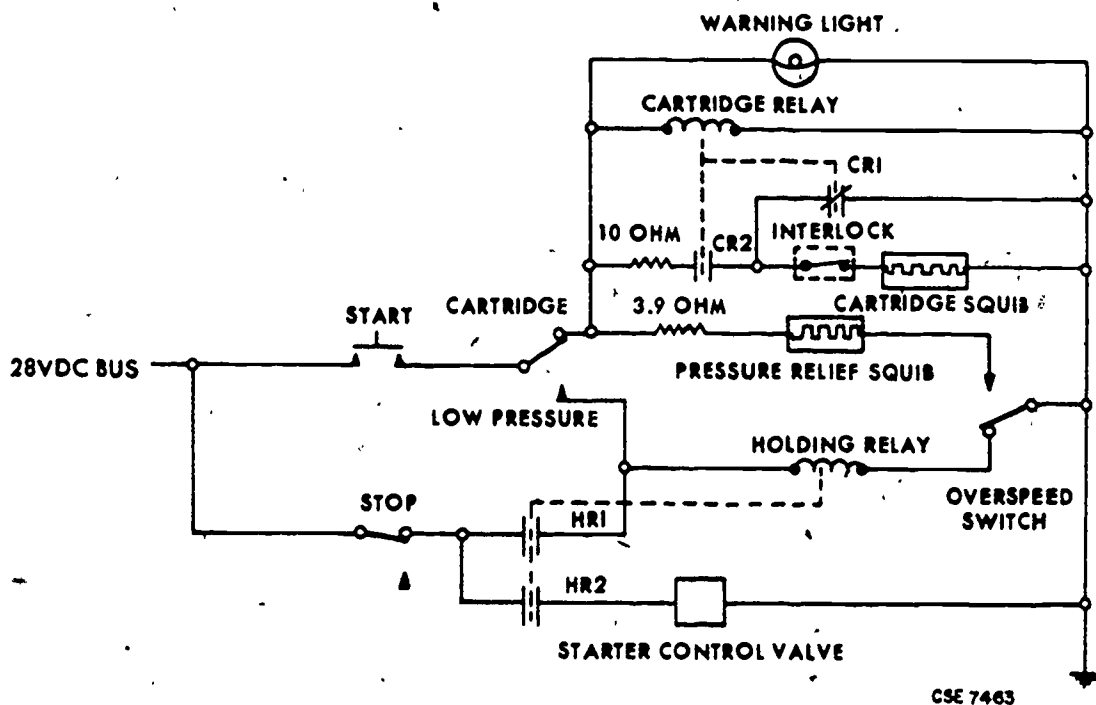 WARNING LIGHT
CARTRIDGE RELAY
CR1
10 OHM
CR2
INTERLOCK
CARTRIDGE SQUIB
START
CARTRIDGE
3.9 OHM
28VDC BUS
PRESSURE RELIEF SQUIB
LOW PRESSURE
HOLDING RELAY
STOP
OVERSPEED
SWITCH
HR1
HR2
STARTER CONTROL VALVE
CSE 7463